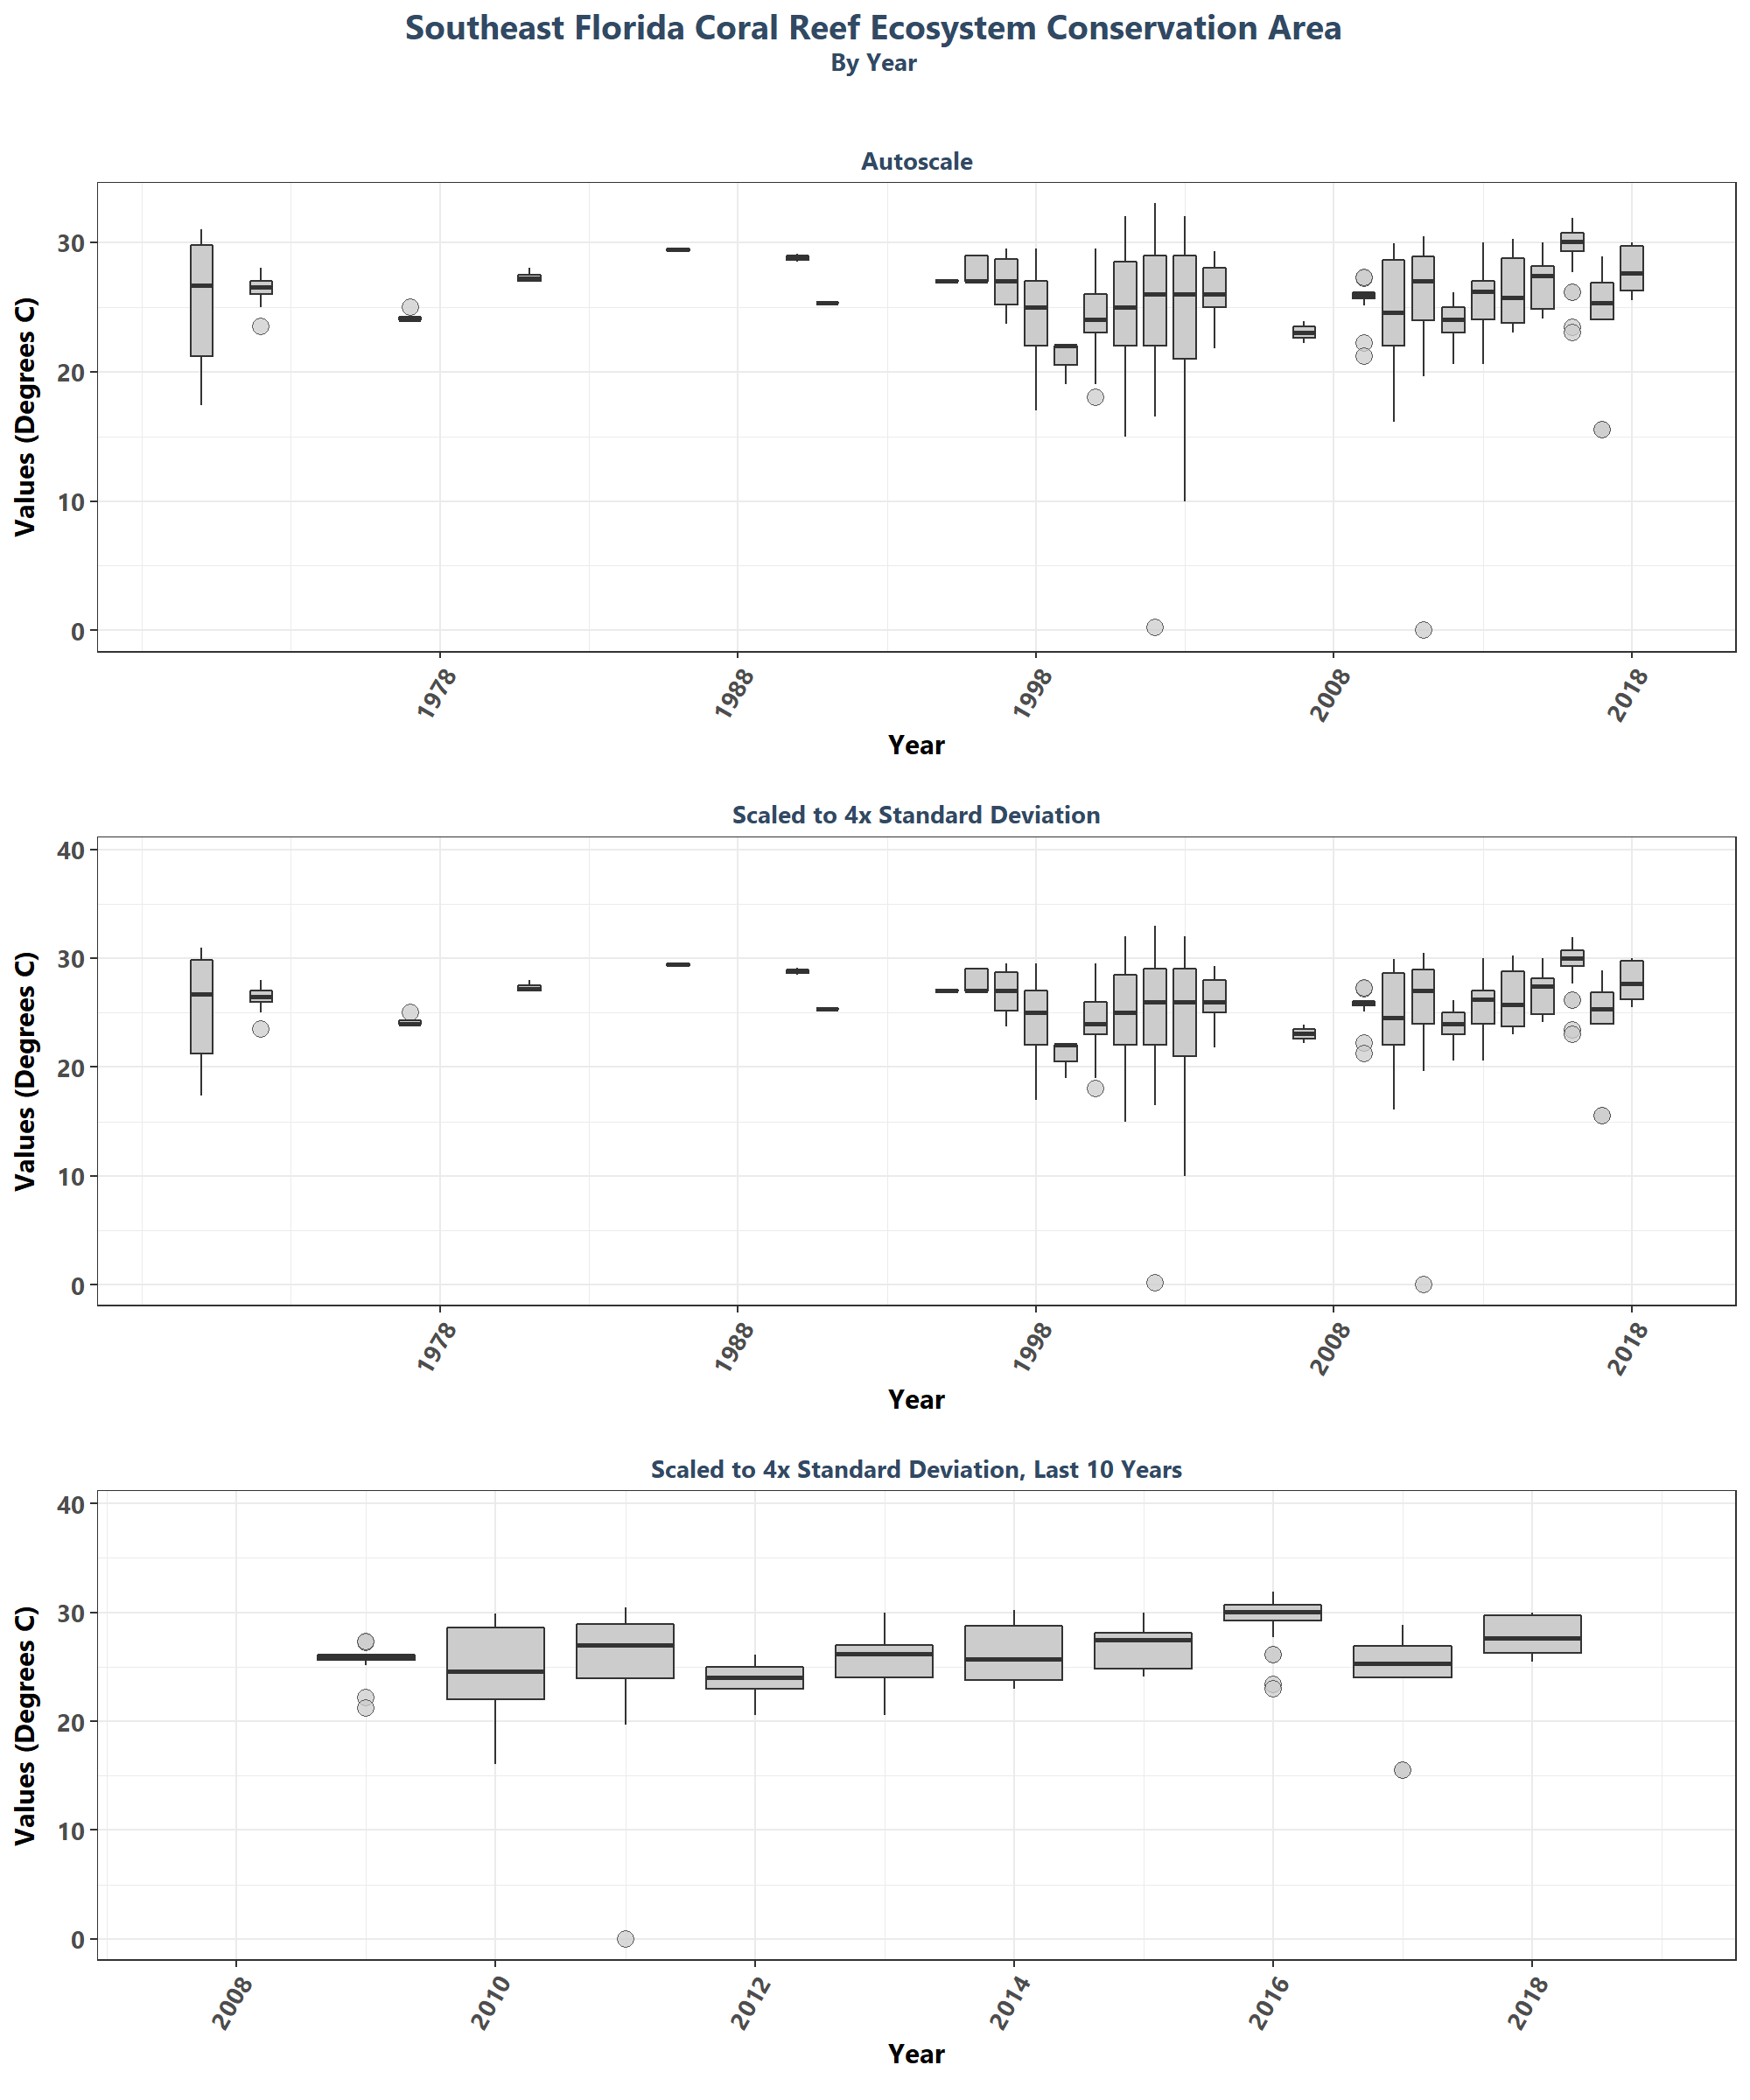 Southeast Florida Coral Reef Ecosystem Conservation Area
By Year
Autoscale
Values (Degrees C)
30
20
10
0
1978
1988
1998
2008
2018
Year
Scaled to 4x Standard Deviation
Values (Degrees C)
40
30
20
10
0
1978
1988
1998
2008
2018
Year
Scaled to 4x Standard Deviation, Last 10 Years
Values (Degrees C)
40
30
20
10
0
2008
2010
2012
2014
2016
2018
Year